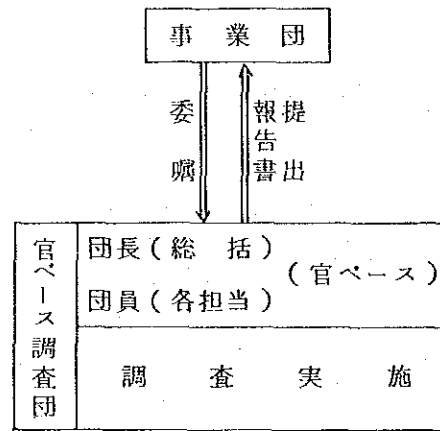 事業団
委嘱
報告書
提出
官ベース調査団
団長(総括)
団員(各担当)
(官ベース)
調査実施